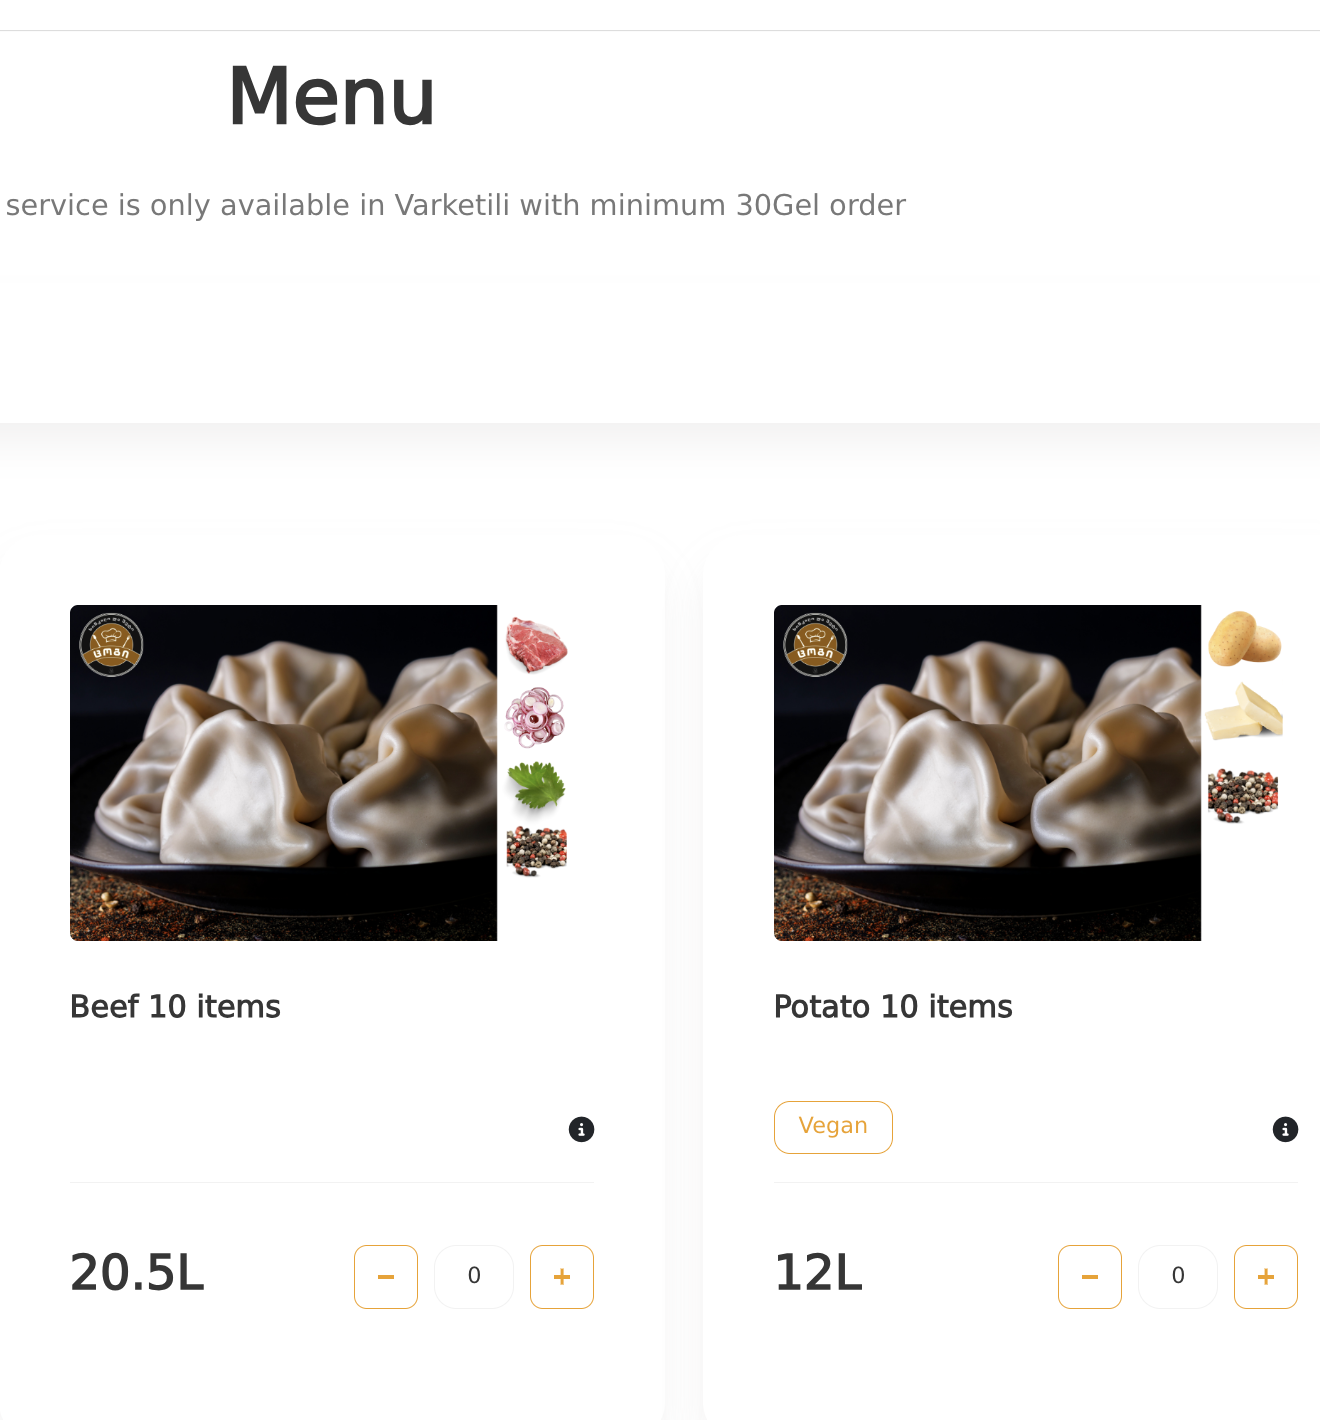 Menu
service is only available in Varketili with minimum 30Gel order
Beef 10 items
Potato 10 items
Vegan
20.5L
0
12L
0